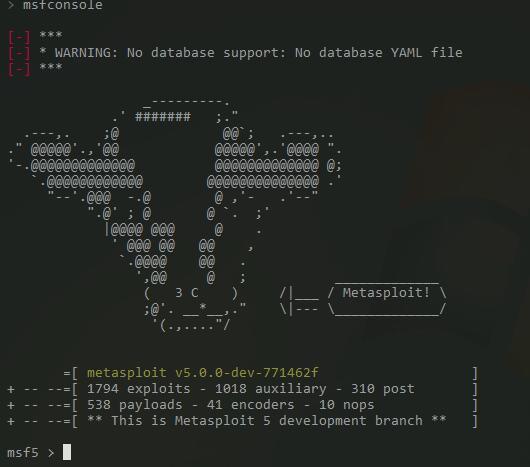 > msfconsole
[-] ***
[-] * WARNING: No database support: No database YAML file
[-] ***
                 _---------.
             .' #######   ;."
  .---,.    ;@             @@`;   .---,..
." @@@@@'.,'@@            @@@@@',.'@@@@ ".
'-.@@@@@@@@@@@@@          @@@@@@@@@@@@@ @;
   `.@@@@@@@@@@@@        @@@@@@@@@@@@@@ .'
     "--'.@@@  -.@        @ ,'-   .'--"
          ".@' ; @       @ `.  ;'
            |@@@@ @@@     @    .
             ' @@@ @@   @@    ,
              `.@@@@    @@   .
                ',@@     @   ;           _____________
                 (   3 C    )     /|___ / Metasploit! \
                 ;@'. __*__,."    \|--- \_____________/
                  '(.,...."/
       =[ metasploit v5.0.0-dev-771462f                   ]
+ -- --=[ 1794 exploits - 1018 auxiliary - 310 post       ]
+ -- --=[ 538 payloads - 41 encoders - 10 nops            ]
+ -- --=[ ** This is Metasploit 5 development branch **   ]
msf5 >